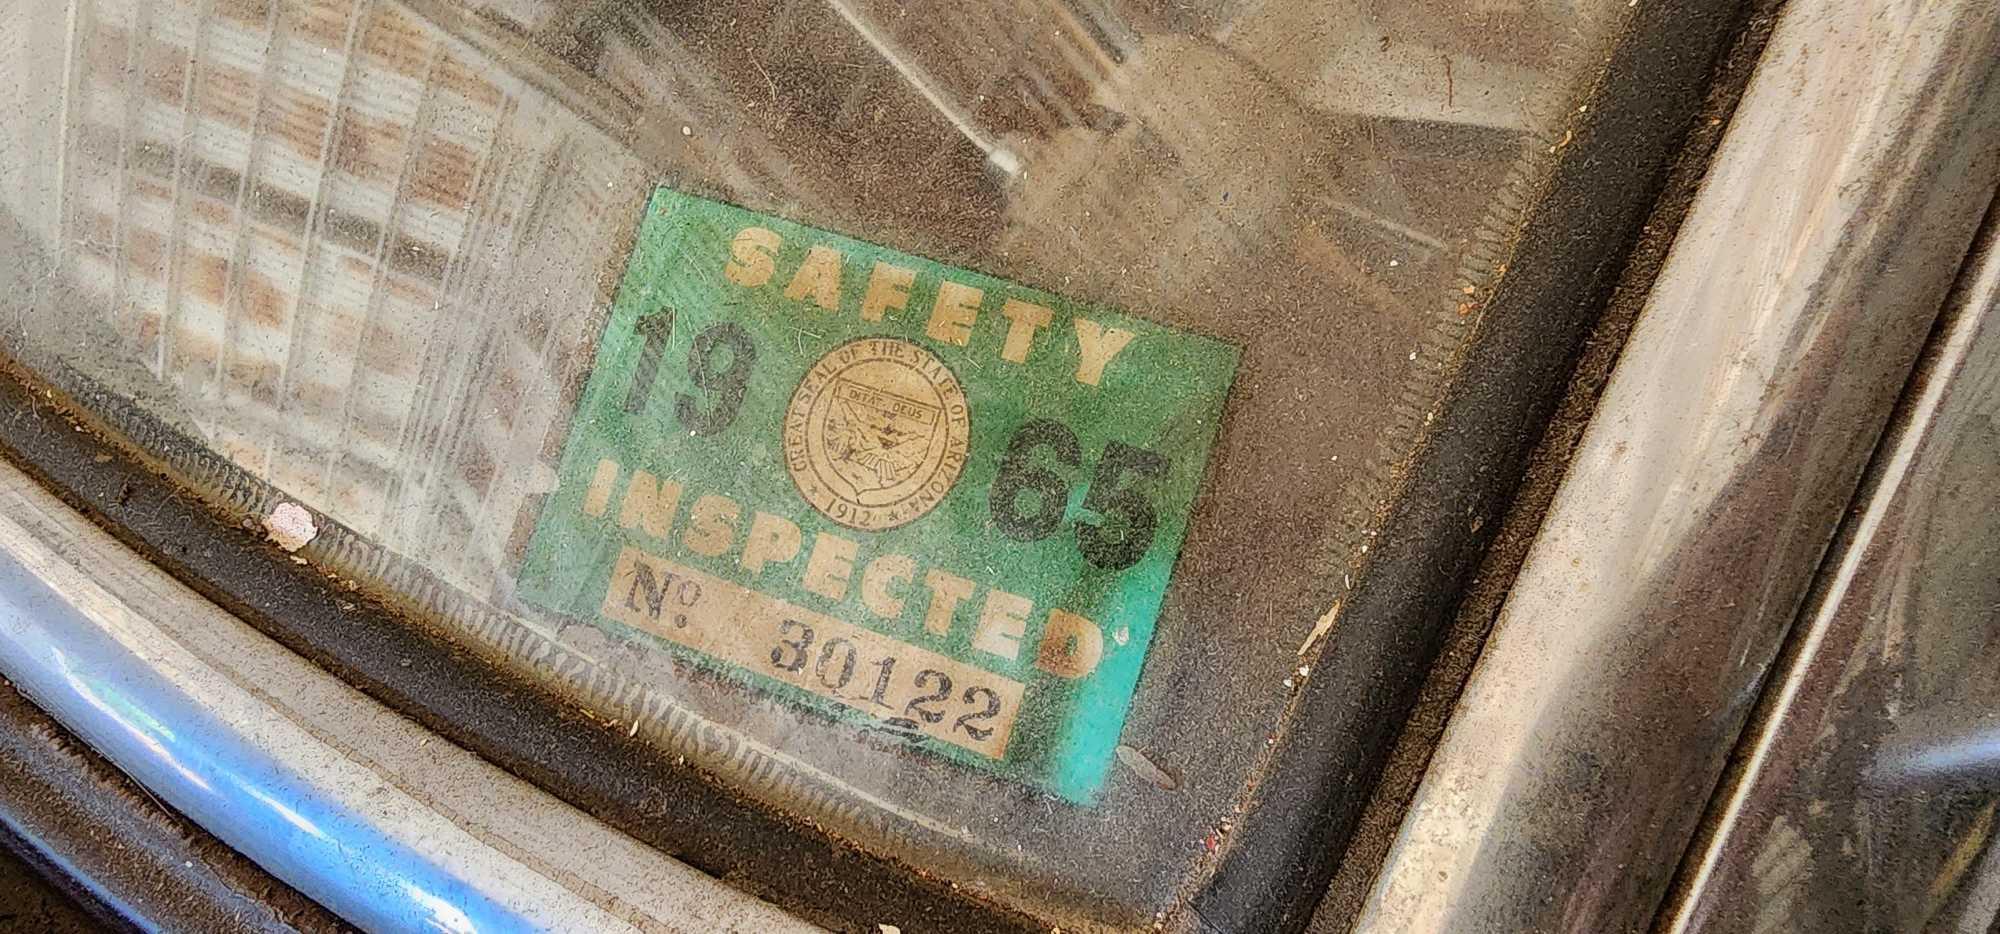 SAFETY
19 65
GREAT SEAL OF THE STATE OF ARIZONA
DITAT DEUS
1912
INSPECTED
Nº 30122